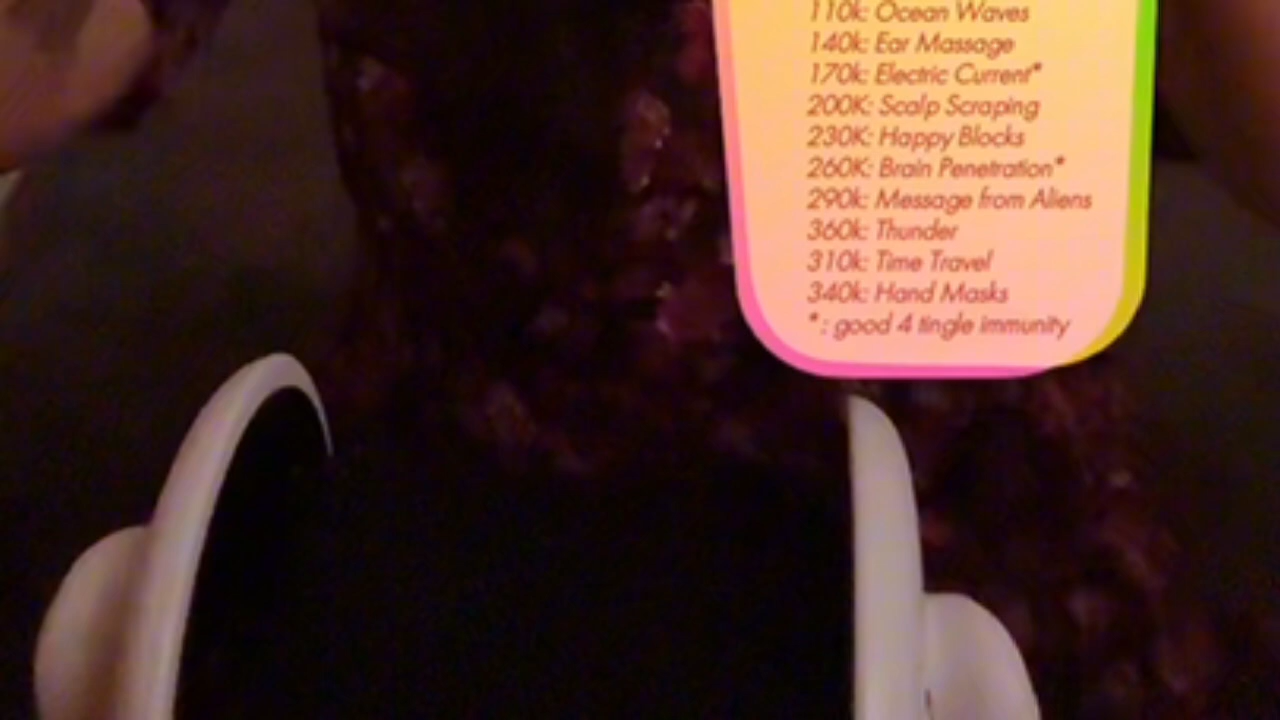 110k: Ocean Waves
140k: Ear Massage
170k: Electric Current*
200K: Scalp Scraping
230K: Happy Blocks
260K: Brain Penetration*
290k: Message from Aliens
360k: Thunder
310k: Time Travel
340k: Hand Masks
* : good 4 tingle immunity